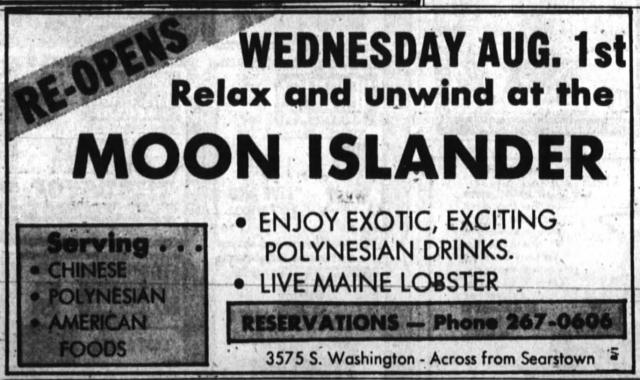 RE-OPENS
WEDNESDAY AUG. 1st
Relax and unwind at the
MOON ISLANDER
• ENJOY EXOTIC, EXCITING
POLYNESIAN DRINKS.
• LIVE MAINE LOBSTER
Serving . . .
• CHINESE
• POLYNESIAN
• AMERICAN
FOODS
RESERVATIONS — Phone 267-0606
3575 S. Washington - Across from Searstown